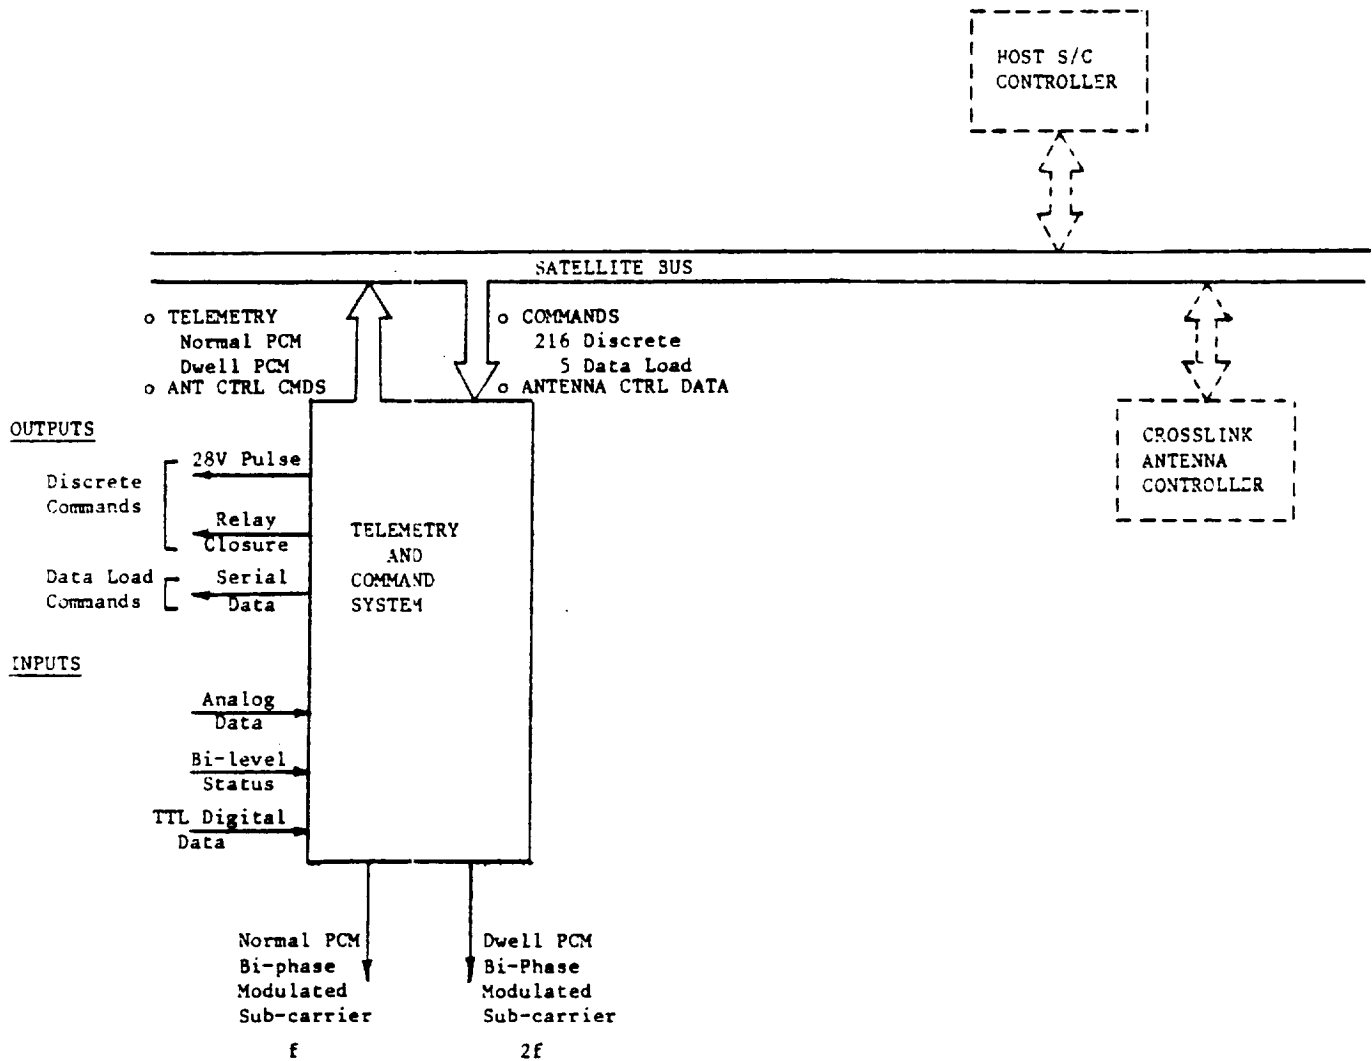 HOST S/C
CONTROLLER
SATELLITE BUS
o TELEMETRY
Normal PCM
Dwell PCM
o ANT CTRL CMDS
o COMMANDS
216 Discrete
5 Data Load
o ANTENNA CTRL DATA
CROSSLINK
ANTENNA
CONTROLLER
OUTPUTS
Discrete
Commands
28V Pulse
Relay
Closure
Data Load
Commands
Serial
Data
TELEMETRY
AND
COMMAND
SYSTEM
INPUTS
Analog
Data
Bi-level
Status
TTL Digital
Data
Normal PCM
Bi-phase
Modulated
Sub-carrier
f
Dwell PCM
Bi-Phase
Modulated
Sub-carrier
2f